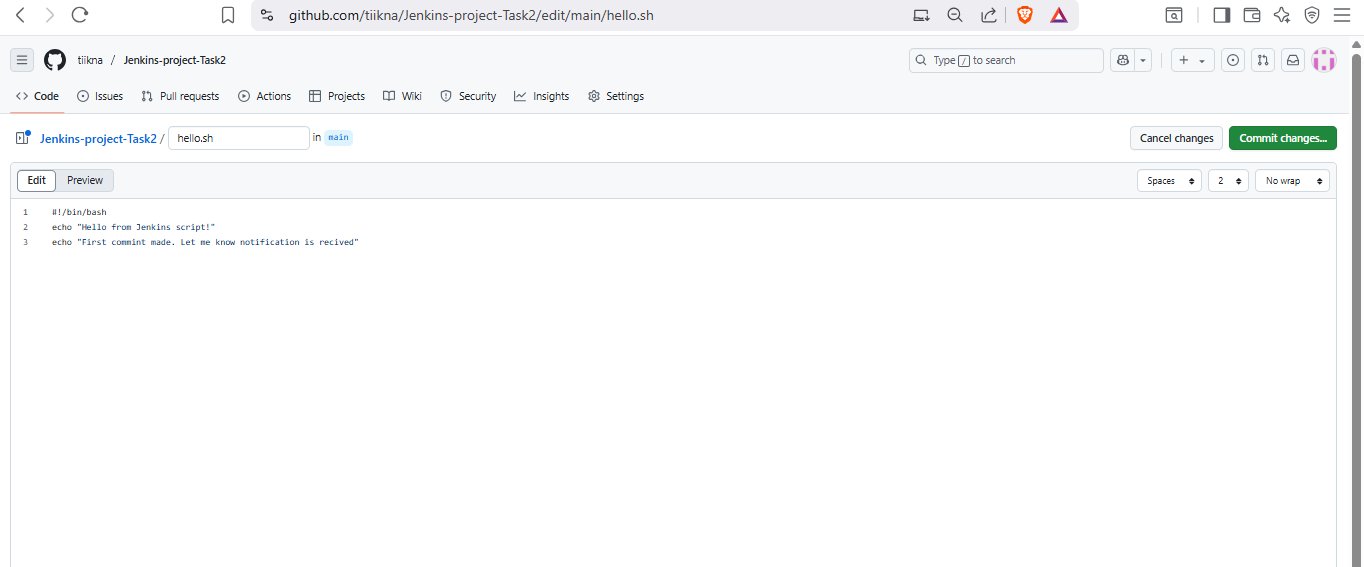 github.com/tiikna/Jenkins-project-Task2/edit/main/hello.sh
tiikna / Jenkins-project-Task2
Type / to search
Code Issues Pull requests Actions Projects Wiki Security Insights Settings
Jenkins-project-Task2 / hello.sh in main
Cancel changes Commit changes...
Edit Preview
Spaces 2 No wrap
1 #!/bin/bash
2 echo "Hello from Jenkins script!"
3 echo "First commint made. Let me know notification is recived"